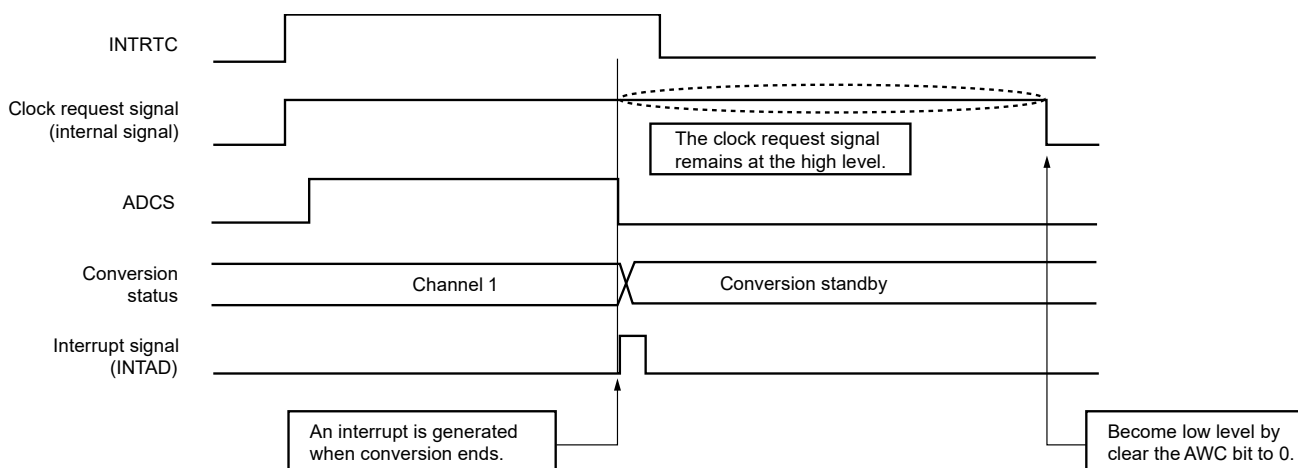 INTRTC
Clock request signal
(internal signal)
The clock request signal
remains at the high level.
ADCS
Conversion
status
Channel 1
Conversion standby
Interrupt signal
(INTAD)
An interrupt is generated
when conversion ends.
Become low level by
clear the AWC bit to 0.